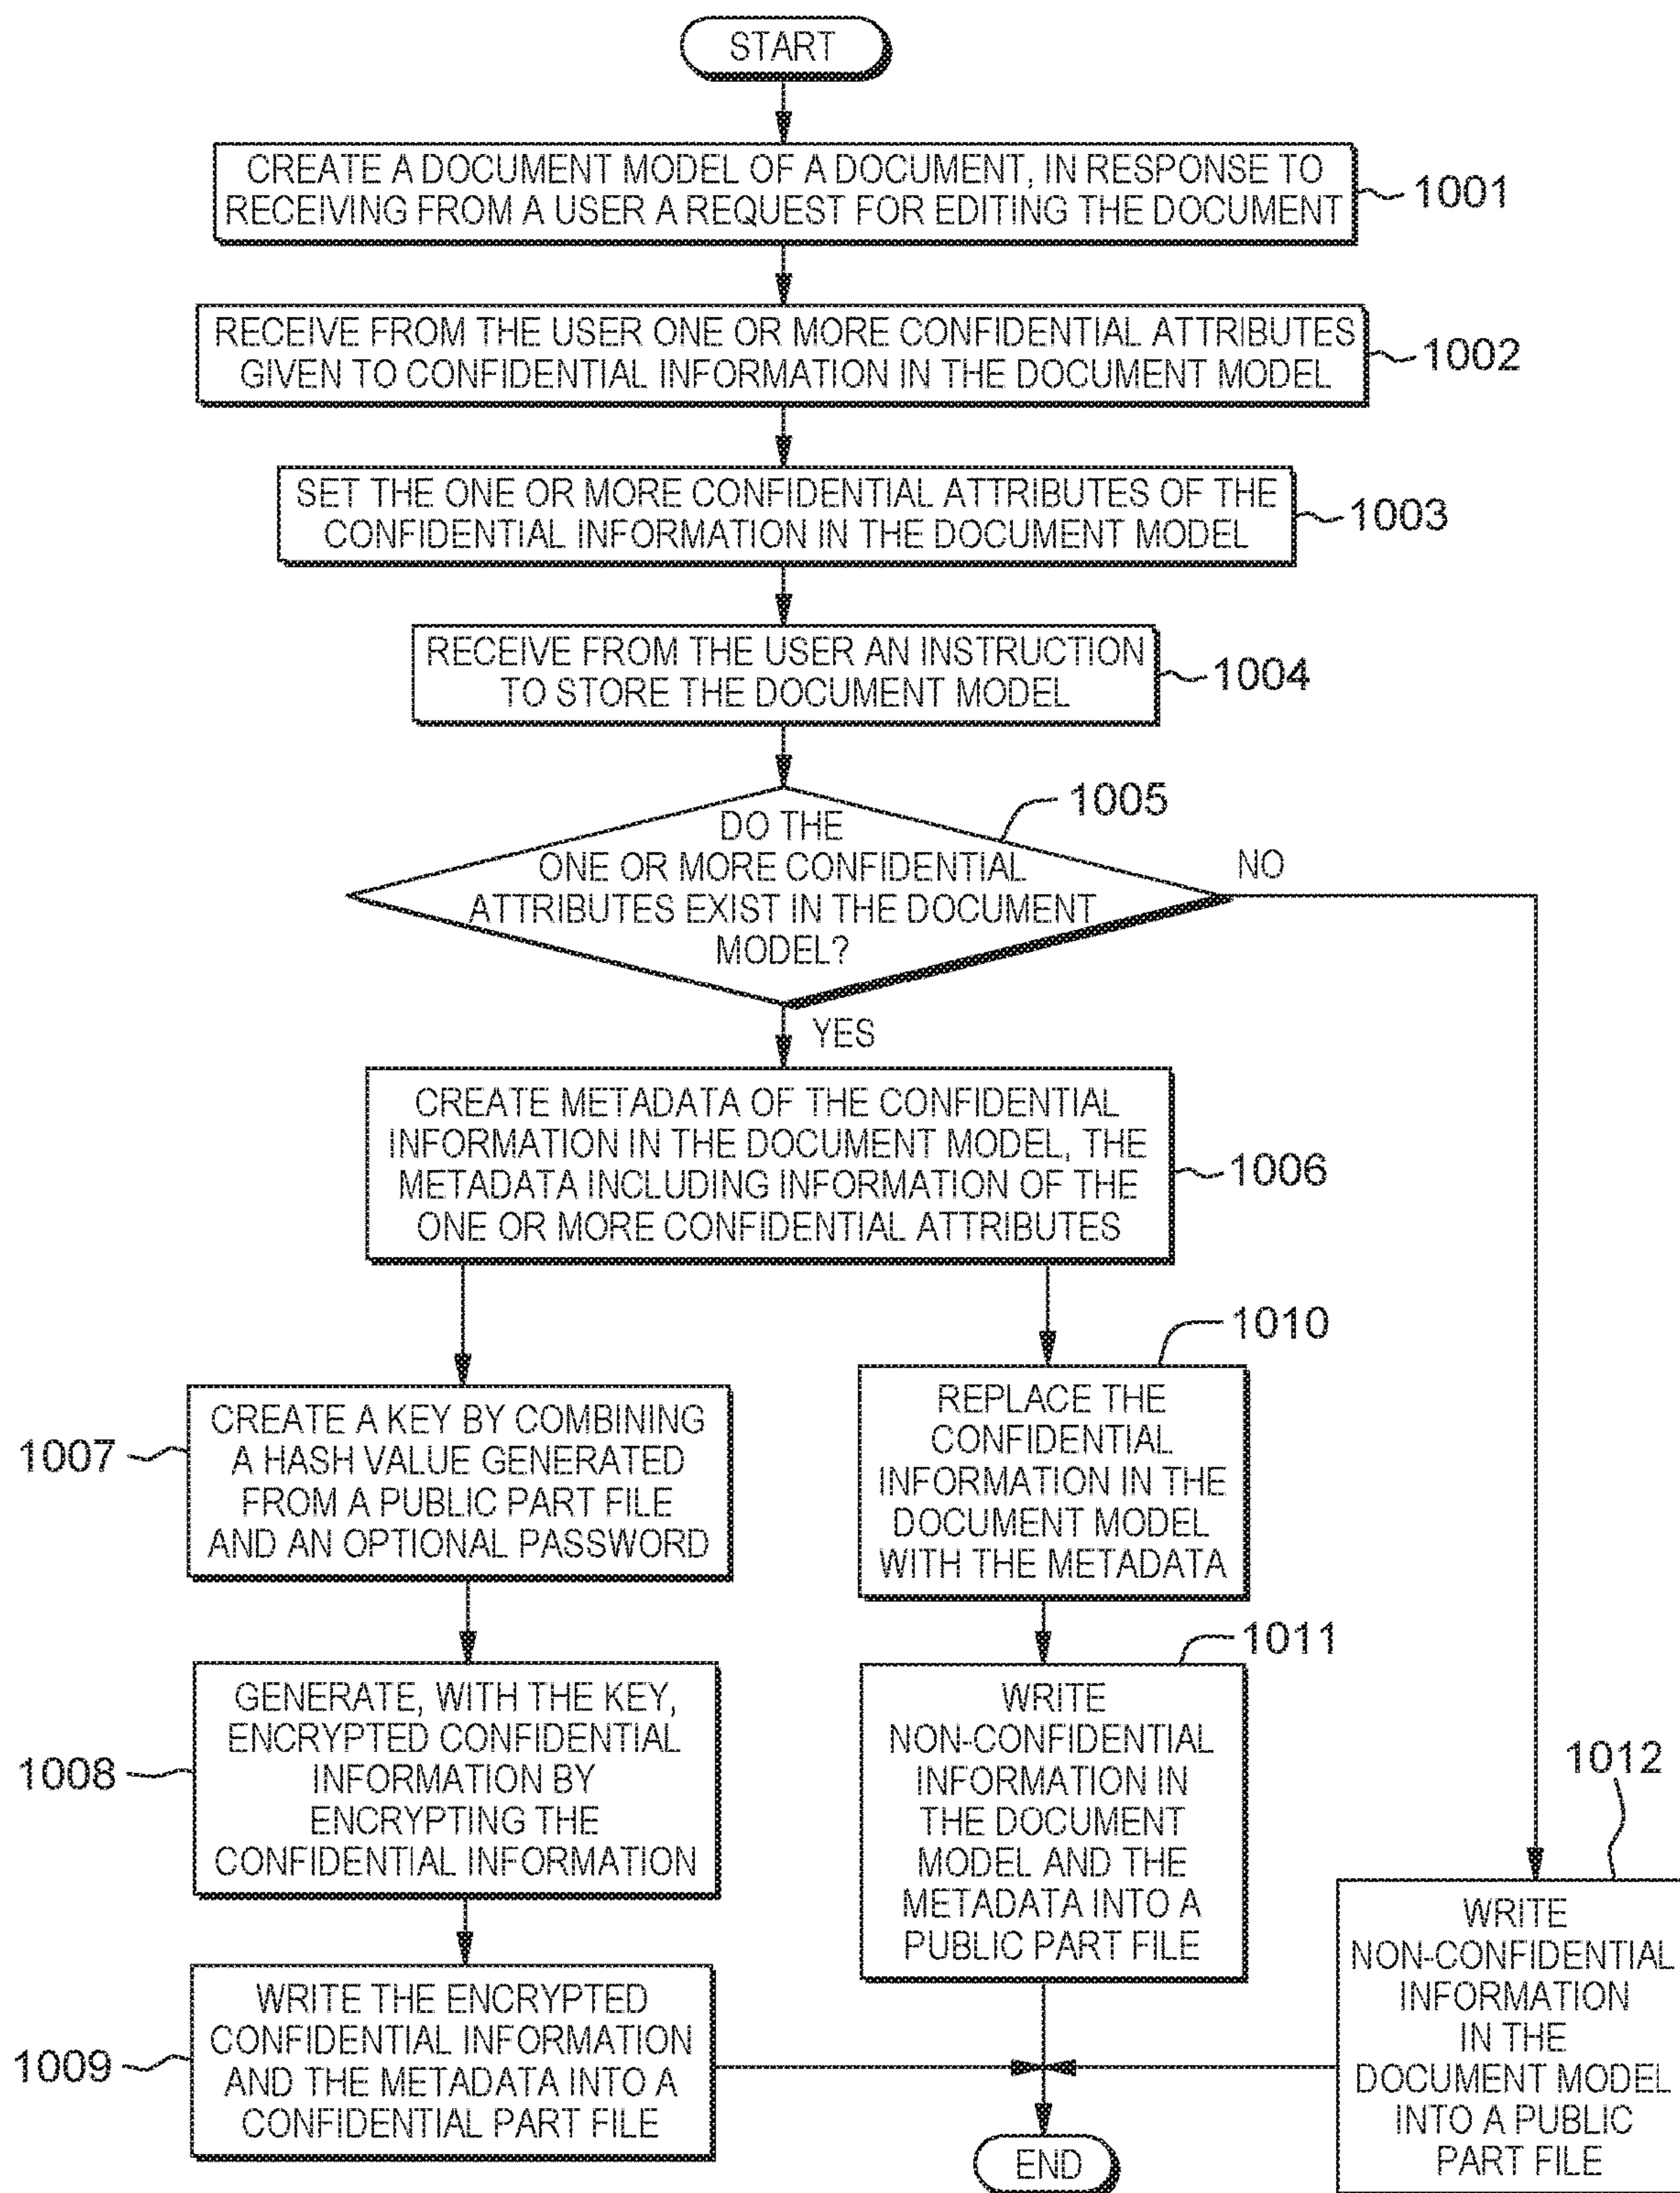 START
CREATE A DOCUMENT MODEL OF A DOCUMENT, IN RESPONSE TO
RECEIVING FROM A USER A REQUEST FOR EDITING THE DOCUMENT
1001
RECEIVE FROM THE USER ONE OR MORE CONFIDENTIAL ATTRIBUTES
GIVEN TO CONFIDENTIAL INFORMATION IN THE DOCUMENT MODEL
1002
SET THE ONE OR MORE CONFIDENTIAL ATTRIBUTES OF THE
CONFIDENTIAL INFORMATION IN THE DOCUMENT MODEL
1003
RECEIVE FROM THE USER AN INSTRUCTION
TO STORE THE DOCUMENT MODEL
1004
1005
DO THE
ONE OR MORE CONFIDENTIAL
ATTRIBUTES EXIST IN THE DOCUMENT
MODEL?
NO
YES
CREATE METADATA OF THE CONFIDENTIAL
INFORMATION IN THE DOCUMENT MODEL, THE
METADATA INCLUDING INFORMATION OF THE
ONE OR MORE CONFIDENTIAL ATTRIBUTES
1006
1007
CREATE A KEY BY COMBINING
A HASH VALUE GENERATED
FROM A PUBLIC PART FILE
AND AN OPTIONAL PASSWORD
1008
GENERATE, WITH THE KEY,
ENCRYPTED CONFIDENTIAL
INFORMATION BY
ENCRYPTING THE
CONFIDENTIAL INFORMATION
1009
WRITE THE ENCRYPTED
CONFIDENTIAL INFORMATION
AND THE METADATA INTO A
CONFIDENTIAL PART FILE
1010
REPLACE THE
CONFIDENTIAL
INFORMATION IN THE
DOCUMENT MODEL
WITH THE METADATA
1011
WRITE
NON-CONFIDENTIAL
INFORMATION IN
THE DOCUMENT
MODEL AND THE
METADATA INTO A
PUBLIC PART FILE
1012
WRITE
NON-CONFIDENTIAL
INFORMATION
IN THE
DOCUMENT MODEL
INTO A PUBLIC
PART FILE
END